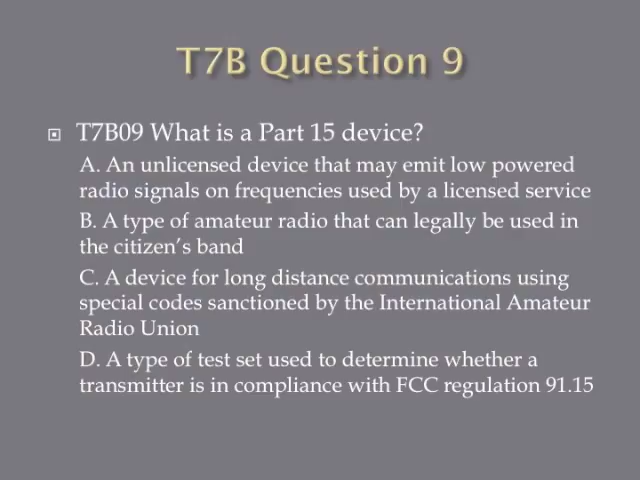 T7B Question 9
T7B09 What is a Part 15 device?
A. An unlicensed device that may emit low powered
radio signals on frequencies used by a licensed service
B. A type of amateur radio that can legally be used in
the citizen's band
C. A device for long distance communications using
special codes sanctioned by the International Amateur
Radio Union
D. A type of test set used to determine whether a
transmitter is in compliance with FCC regulation 91.15